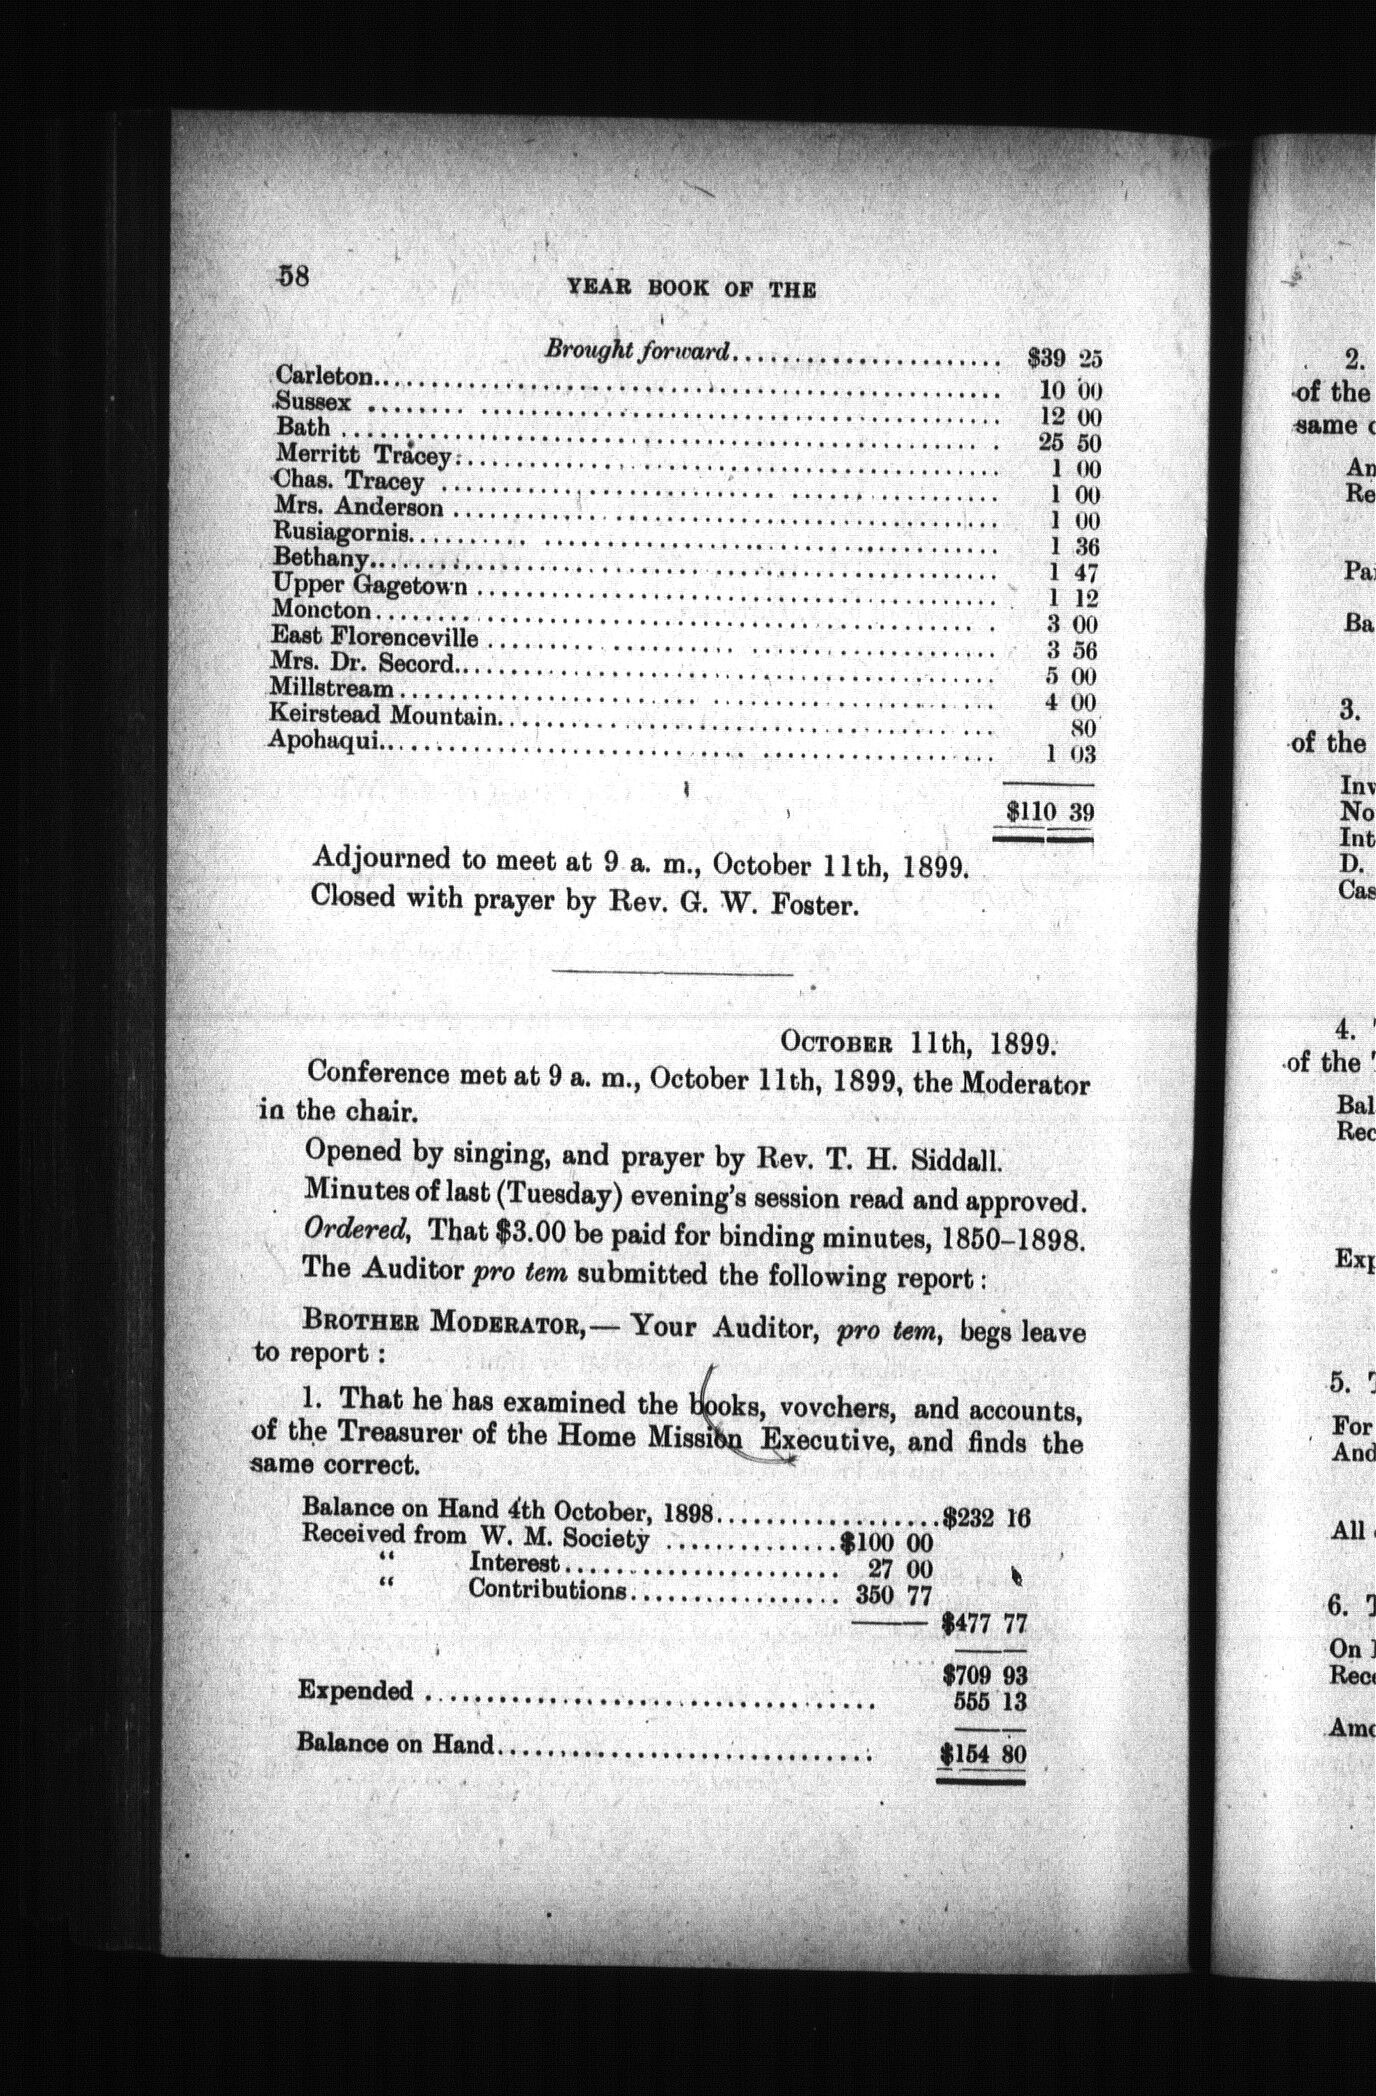 58
YEAR BOOK OF THE
Brought forward...................... $39 25
Carleton.................................................. 10 00
Sussex .................................................. 12 00
Bath .................................................. 25 50
Merritt Tracey.................................................. 1 00
Chas. Tracey .................................................. 1 00
Mrs. Anderson .................................................. 1 00
Rusiagornis.................................................. 1 36
Bethany.................................................. 1 47
Upper Gagetown .................................................. 1 12
Moncton.................................................. 3 00
East Florenceville .................................................. 3 56
Mrs. Dr. Secord.................................................. 5 00
Millstream.................................................. 4 00
Keirstead Mountain.................................................. 80
Apohaqui.................................................. 1 03
$110 39
Adjourned to meet at 9 a. m., October 11th, 1899.
Closed with prayer by Rev. G. W. Foster.
OCTOBER 11th, 1899.
Conference met at 9 a. m., October 11th, 1899, the Moderator
in the chair.
Opened by singing, and prayer by Rev. T. H. Siddall.
Minutes of last (Tuesday) evening's session read and approved.
Ordered, That $3.00 be paid for binding minutes, 1850–1898.
The Auditor pro tem submitted the following report :
BROTHER MODERATOR,— Your Auditor, pro tem, begs leave
to report :
1. That he has examined the books, vovchers, and accounts,
of the Treasurer of the Home Mission Executive, and finds the
same correct.
Balance on Hand 4th October, 1898..................$232 16
Received from W. M. Society ..............$100 00
“ Interest...................... 27 00
“ Contributions................. 350 77
$477 77
$709 93
Expended .................................... 555 13
Balance on Hand.............................. $154 80
2.
of the
same
3.
of the
4.
of the
5.
For
And
All
6.
On